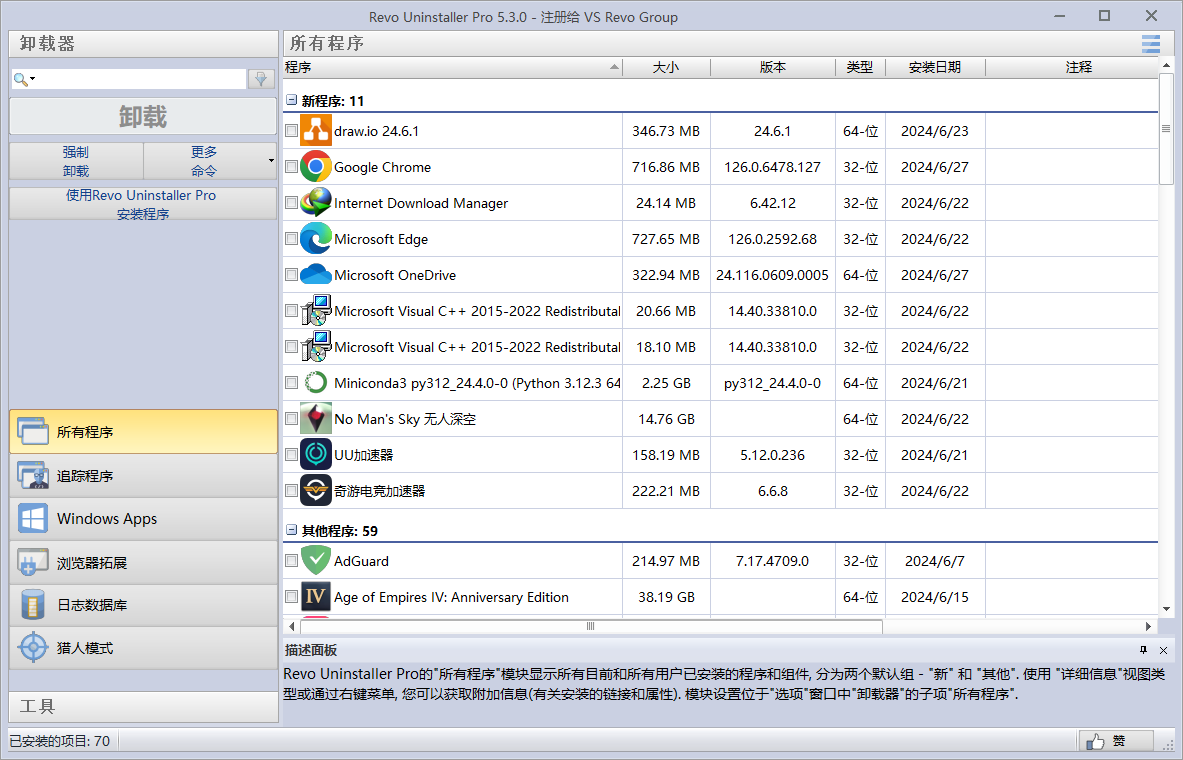 Revo Uninstaller Pro 5.3.0 - 注册给 VS Revo Group
卸载器
卸载
强制
卸载
更多
命令
使用Revo Uninstaller Pro
安装程序
所有程序
追踪程序
Windows Apps
浏览器拓展
日志数据库
猎人模式
工具
所有程序
程序 大小 版本 类型 安装日期 注释
新程序: 11
draw.io 24.6.1 346.73 MB 24.6.1 64-位 2024/6/23
Google Chrome 716.86 MB 126.0.6478.127 32-位 2024/6/27
Internet Download Manager 24.14 MB 6.42.12 32-位 2024/6/22
Microsoft Edge 727.65 MB 126.0.2592.68 32-位 2024/6/22
Microsoft OneDrive 322.94 MB 24.116.0609.0005 64-位 2024/6/27
Microsoft Visual C++ 2015-2022 Redistributal 20.66 MB 14.40.33810.0 32-位 2024/6/22
Microsoft Visual C++ 2015-2022 Redistributal 18.10 MB 14.40.33810.0 32-位 2024/6/22
Miniconda3 py312_24.4.0-0 (Python 3.12.3 64 2.25 GB py312_24.4.0-0 64-位 2024/6/21
No Man's Sky 无人深空 14.76 GB 64-位 2024/6/22
UU加速器 158.19 MB 5.12.0.236 32-位 2024/6/21
奇游电竞加速器 222.21 MB 6.6.8 32-位 2024/6/22
其他程序: 59
AdGuard 214.97 MB 7.17.4709.0 32-位 2024/6/7
IV Age of Empires IV: Anniversary Edition 38.19 GB 64-位 2024/6/15
描述面板
Revo Uninstaller Pro的"所有程序"模块显示所有目前和所有用户已安装的程序和组件, 分为两个默认组 - "新" 和 "其他". 使用 "详细信息"视图类
型或通过右键菜单, 您可以获取附加信息(有关安装的链接和属性). 模块设置位于"选项"窗口中"卸载器"的子项"所有程序".
已安装的项目: 70
赞